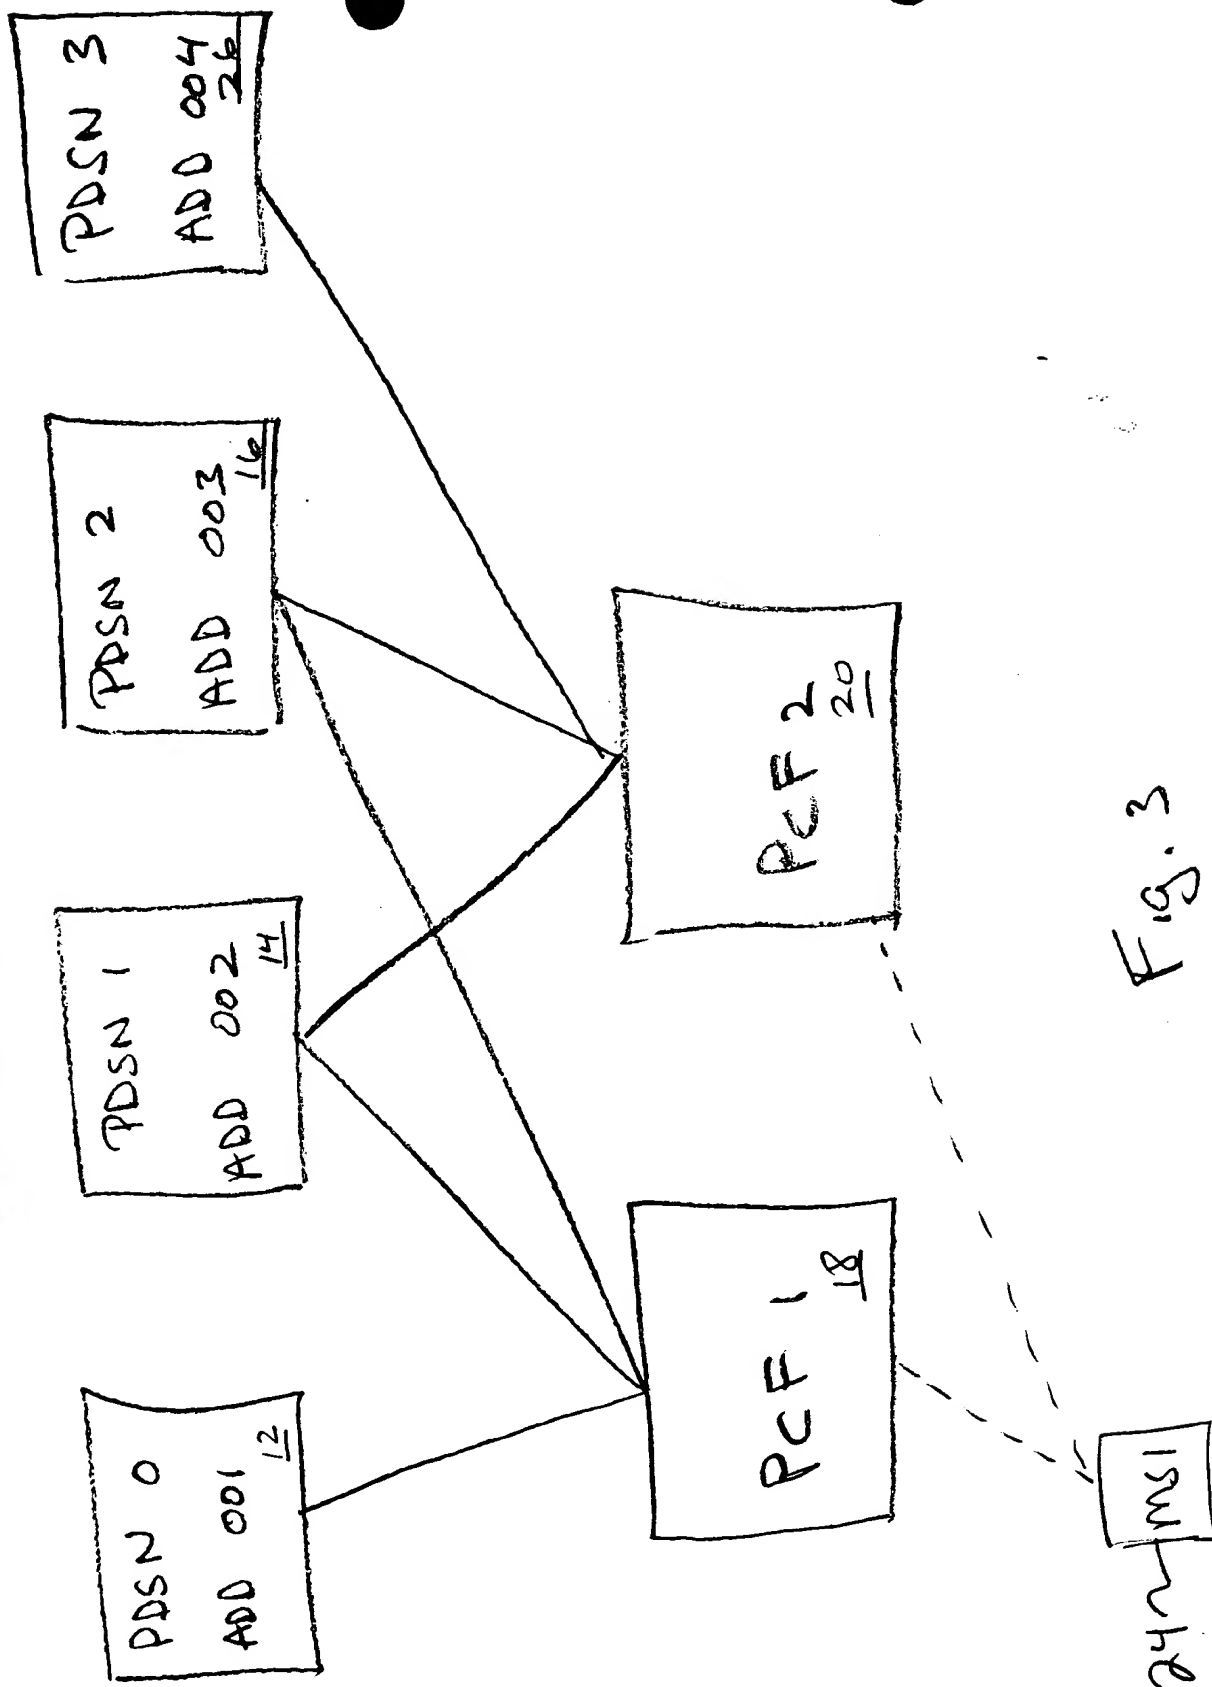 PDSN 0
ADD 001
12
PDSN 1
ADD 002
14
PDSN 2
ADD 003
16
PDSN 3
ADD 004
26
PCF 1
18
PCF 2
20
24
MS1
Fig. 3